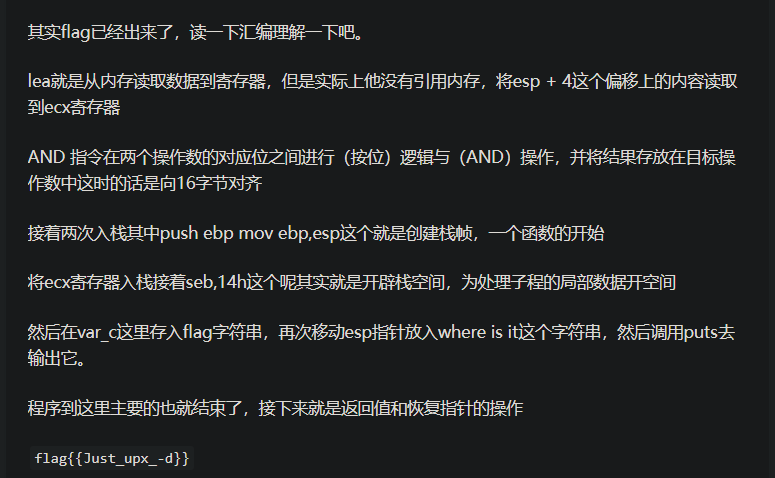 其实flag已经出来了，读一下汇编理解一下吧。
lea就是从内存读取数据到寄存器，但是实际上他没有引用内存，将esp + 4这个偏移上的内容读取
到ecx寄存器
AND 指令在两个操作数的对应位之间进行（按位）逻辑与（AND）操作，并将结果存放在目标操
作数中这时的话是向16字节对齐
接着两次入栈其中push ebp mov ebp,esp这个就是创建栈帧，一个函数的开始
将ecx寄存器入栈接着seb,14h这个呢其实就是开辟栈空间，为处理子程的局部数据开空间
然后在var_c这里存入flag字符串，再次移动esp指针放入where is it这个字符串，然后调用puts去
输出它。
程序到这里主要的也就结束了，接下来就是返回值和恢复指针的操作
flag{{Just_upx_-d}}